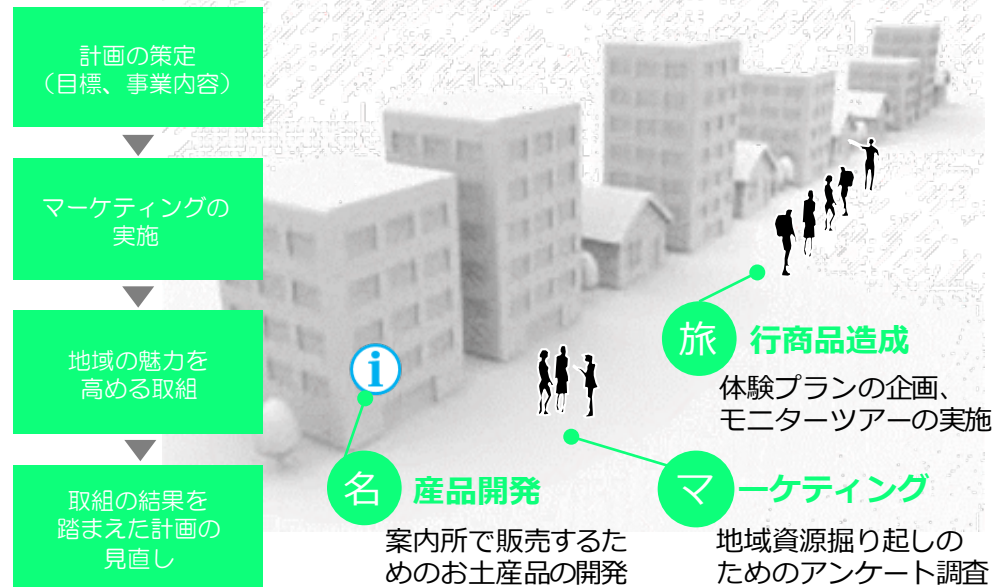 計画の策定
（目標、事業内容）
マーケティングの
実施
地域の魅力を
高める取組
取組の結果を
踏まえた計画の
見直し
i
旅行商品造成
体験プランの企画、
モニターツアーの実施
名産品開発
案内所で販売するた
めのお土産品の開発
マーケティング
地域資源掘り起しの
ためのアンケート調査